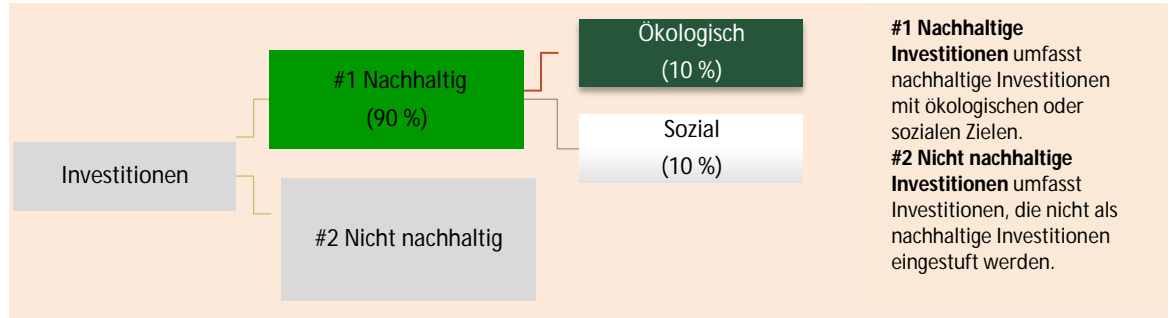 Investitionen
#1 Nachhaltig
(90 %)
#2 Nicht nachhaltig
Ökologisch
(10 %)
Sozial
(10 %)
#1 Nachhaltige
Investitionen umfasst
nachhaltige Investitionen
mit ökologischen oder
sozialen Zielen.
#2 Nicht nachhaltige
Investitionen umfasst
Investitionen, die nicht als
nachhaltige Investitionen
eingestuft werden.